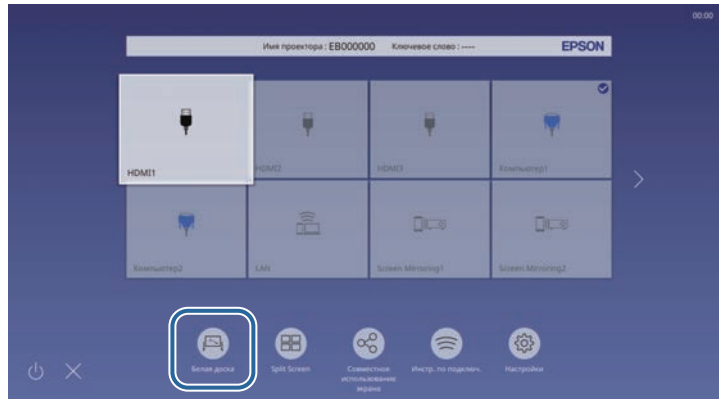 00:00
Имя проектора : EB000000 Ключевое слово : ---- EPSON
HDMI1
HDMI2
HDMI3
Компьютер1
Компьютер2
LAN
Screen Mirroring1
Screen Mirroring2
Белая доска
Split Screen
Совместное
использование
экрана
Инстр. по подключ.
Настройки